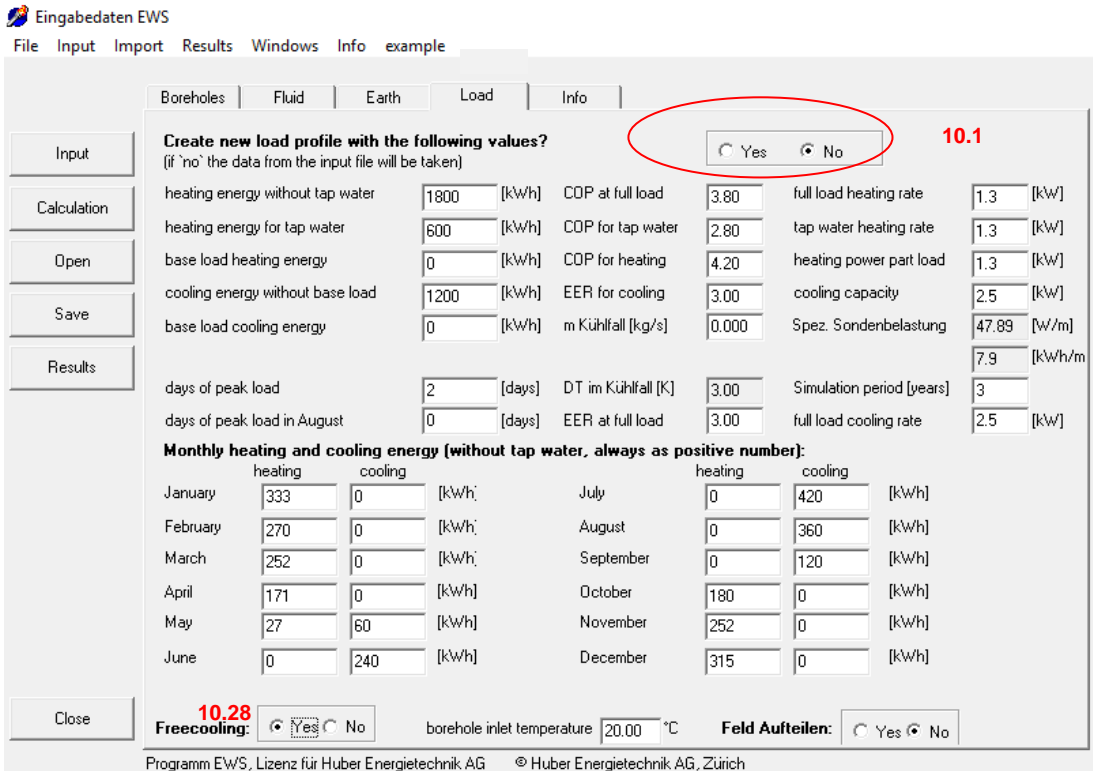 Eingabedaten EWS
File Input Import Results Windows Info example
Boreholes Fluid Earth Load Info
Input
Calculation
Open
Save
Results
Close
Create new load profile with the following values?
(if `no` the data from the input file will be taken)
Yes No
10.1
heating energy without tap water 1800 [kWh] COP at full load 3.80 full load heating rate 1.3 [kW]
heating energy for tap water 600 [kWh] COP for tap water 2.80 tap water heating rate 1.3 [kW]
base load heating energy 0 [kWh] COP for heating 4.20 heating power part load 1.3 [kW]
cooling energy without base load 1200 [kWh] EER for cooling 3.00 cooling capacity 2.5 [kW]
base load cooling energy 0 [kWh] m Kühlfall [kg/s] 0.000 Spez. Sondenbelastung 47.89 [W/m]
7.9 [kWh/m
days of peak load 2 [days] DT im Kühlfall [K] 3.00 Simulation period [years] 3
days of peak load in August 0 [days] EER at full load 3.00 full load cooling rate 2.5 [kW]
Monthly heating and cooling energy (without tap water, always as positive number):
heating cooling heating cooling
January 333 0 [kWh] July 0 420 [kWh]
February 270 0 [kWh] August 0 360 [kWh]
March 252 0 [kWh] September 0 120 [kWh]
April 171 0 [kWh] October 180 0 [kWh]
May 27 60 [kWh] November 252 0 [kWh]
June 0 240 [kWh] December 315 0 [kWh]
10.28
Freecooling: Yes No borehole inlet temperature 20.00 °C Feld Aufteilen: Yes No
Programm EWS, Lizenz für Huber Energietechnik AG © Huber Energietechnik AG, Zürich